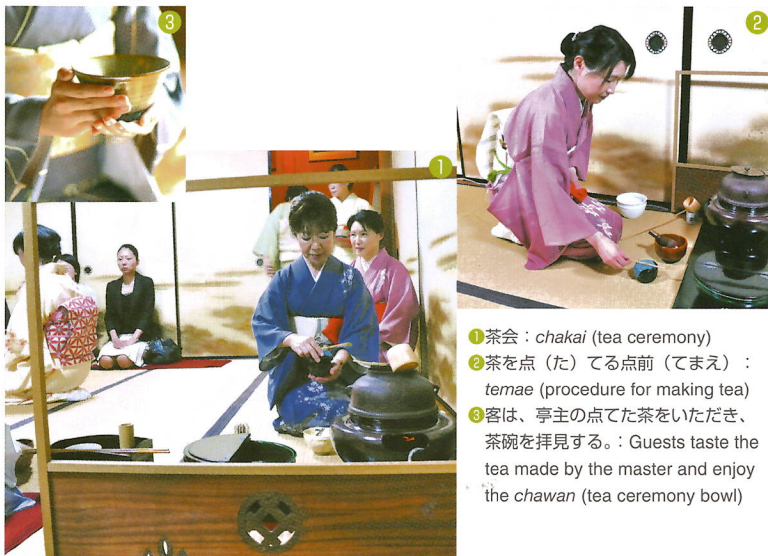 3
2
1
1茶会：chakai (tea ceremony)
2茶を点（た）てる点前（てまえ）：
temae (procedure for making tea)
3客は、亭主の点てた茶をいただき、
茶碗を拝見する。: Guests taste the
tea made by the master and enjoy
the chawan (tea ceremony bowl)